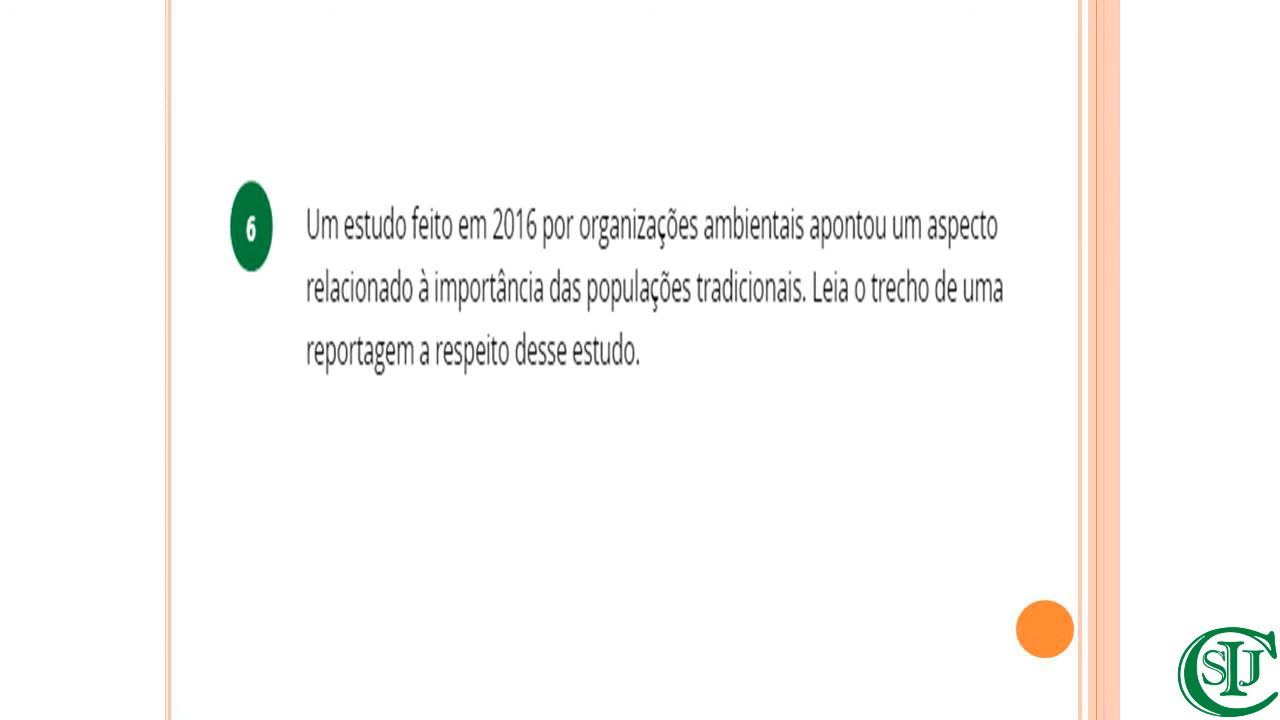 6
Um estudo feito em 2016 por organizações ambientais apontou um aspecto
relacionado à importância das populações tradicionais. Leia o trecho de uma
reportagem a respeito desse estudo.
CSIJ